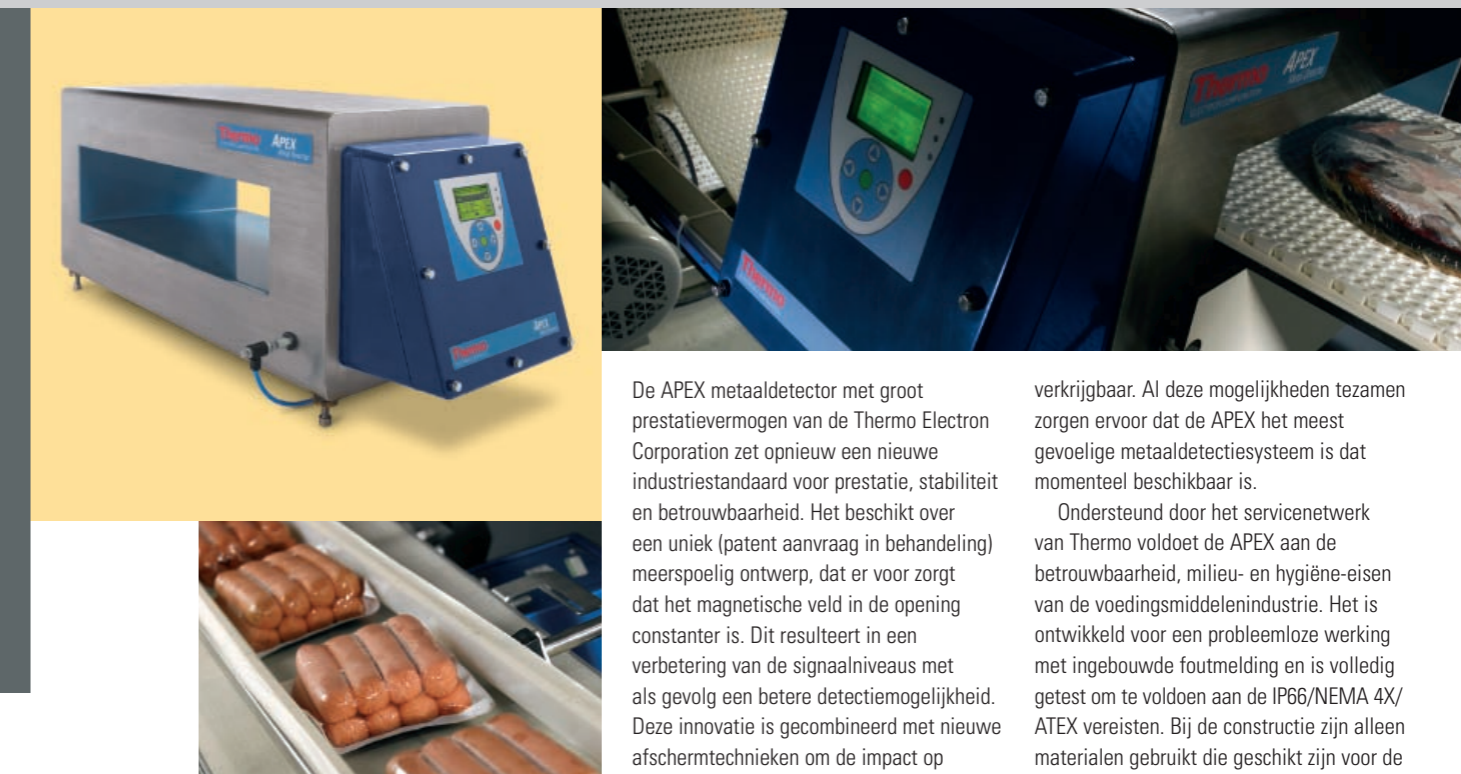 Thermo APEX
Thermo
APEX
Thermo
APEX
Thermo
De APEX metaaldetector met groot
prestatievermogen van de Thermo Electron
Corporation zet opnieuw een nieuwe
industriestandaard voor prestatie, stabiliteit
en betrouwbaarheid. Het beschikt over
een uniek (patent aanvraag in behandeling)
meerspoelig ontwerp, dat er voor zorgt
dat het magnetische veld in de opening
constanter is. Dit resulteert in een
verbetering van de signaalniveaus met
als gevolg een betere detectiemogelijkheid.
Deze innovatie is gecombineerd met nieuwe
afschermtechnieken om de impact op
verkrijgbaar. Al deze mogelijkheden tezamen
zorgen ervoor dat de APEX het meest
gevoelige metaaldetectiesysteem is dat
momenteel beschikbaar is.
Ondersteund door het servicenetwerk
van Thermo voldoet de APEX aan de
betrouwbaarheid, milieu- en hygiëne-eisen
van de voedingsmiddelenindustrie. Het is
ontwikkeld voor een probleemloze werking
met ingebouwde foutmelding en is volledig
getest om te voldoen aan de IP66/NEMA 4X/
ATEX vereisten. Bij de constructie zijn alleen
materialen gebruikt die geschikt zijn voor de